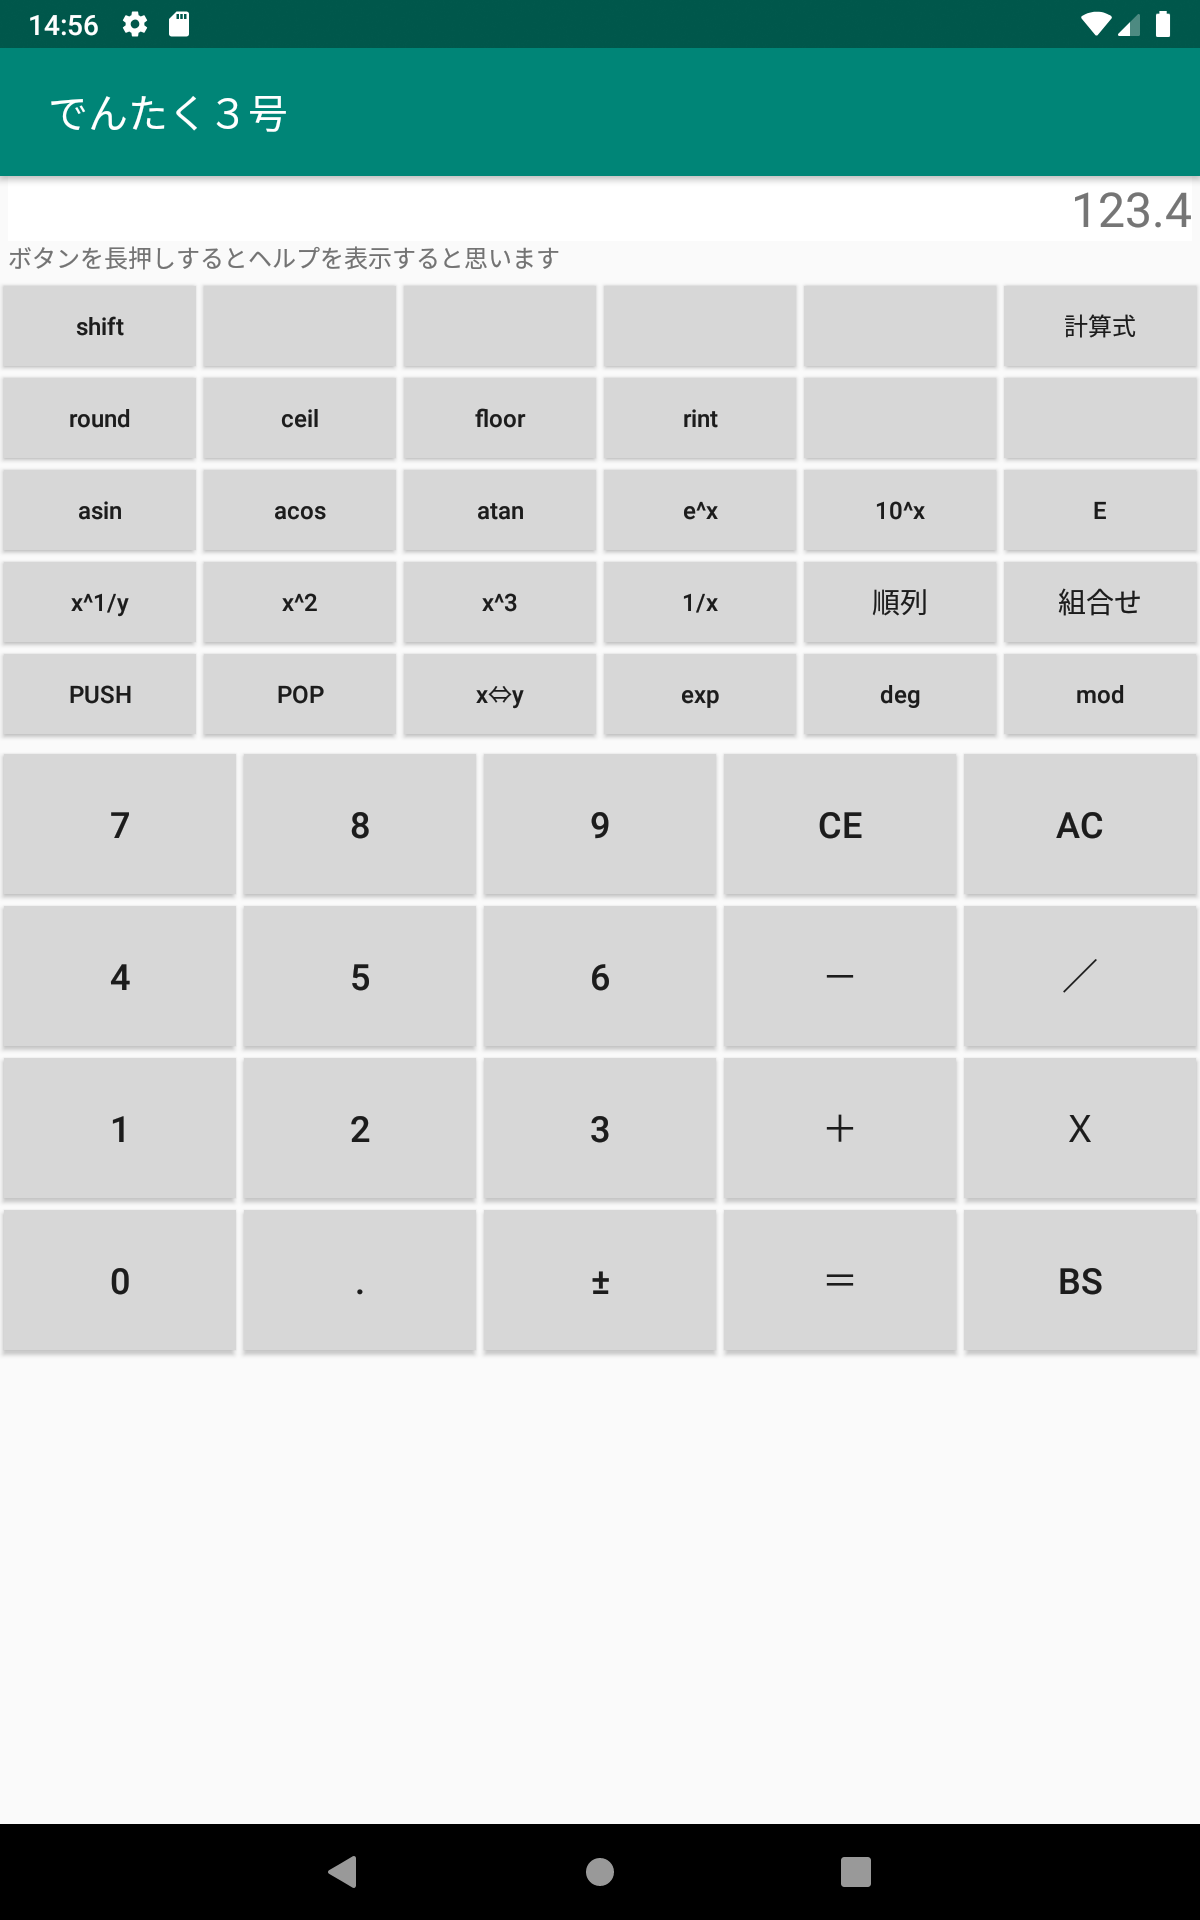 14:56
でんたく３号
123.4
ボタンを長押しするとヘルプを表示すると思います
shift 計算式
round ceil floor rint
asin acos atan e^x 10^x E
x^1/y x^2 x^3 1/x 順列 組合せ
PUSH POP x⇔y exp deg mod
7 8 9 CE AC
4 5 6 － ／
1 2 3 ＋ Ｘ
0 . ± ＝ BS